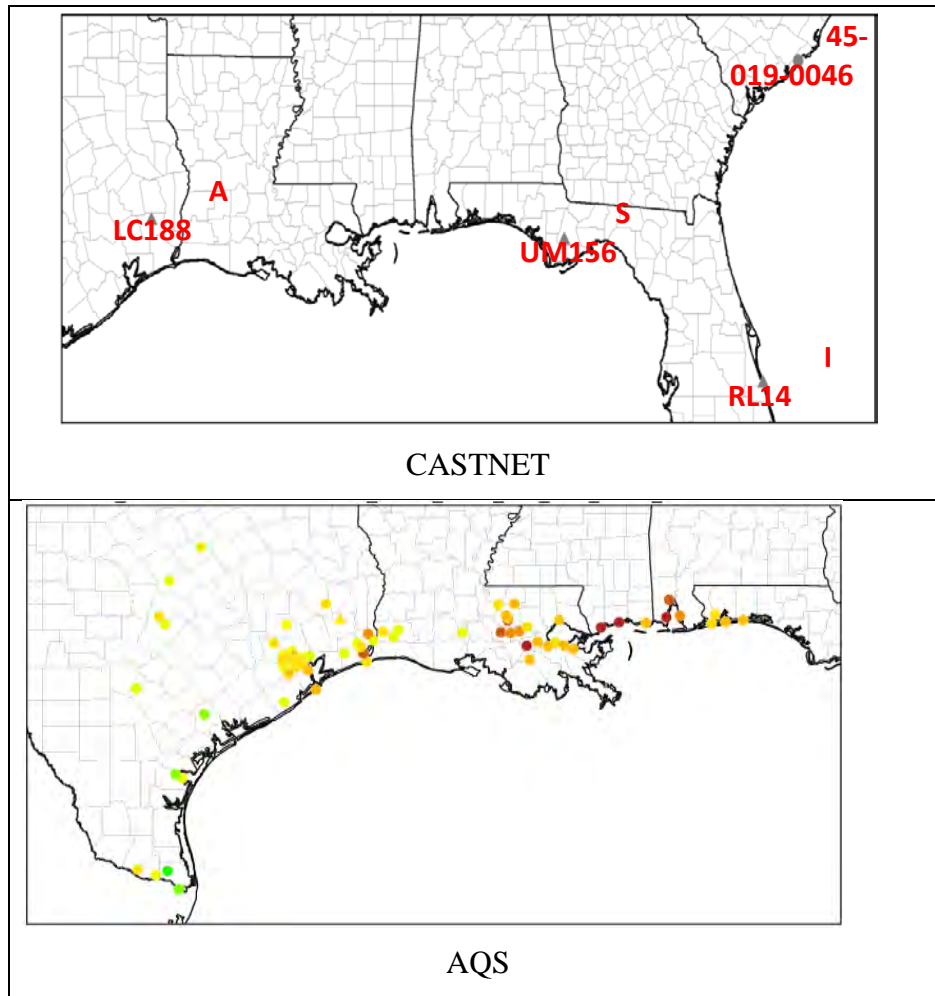 45-
019-0046
A
LC188
S
UM156
I
RL14
CASTNET
AQS